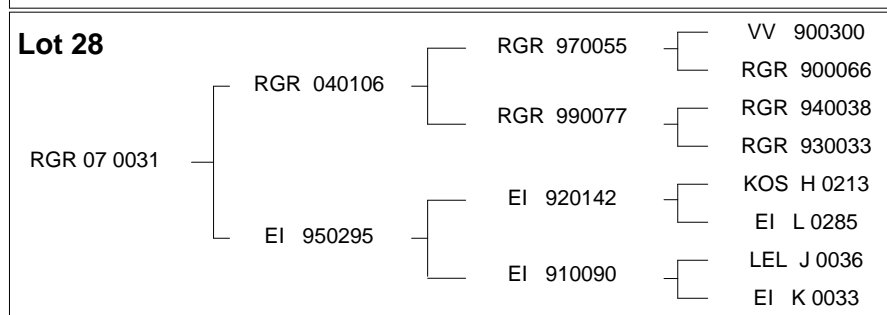 Lot 28
VV 900300
RGR 970055
RGR 900066
RGR 040106
RGR 940038
RGR 990077
RGR 930033
RGR 07 0031
KOS H 0213
EI 920142
EI L 0285
EI 950295
LEL J 0036
EI 910090
EI K 0033